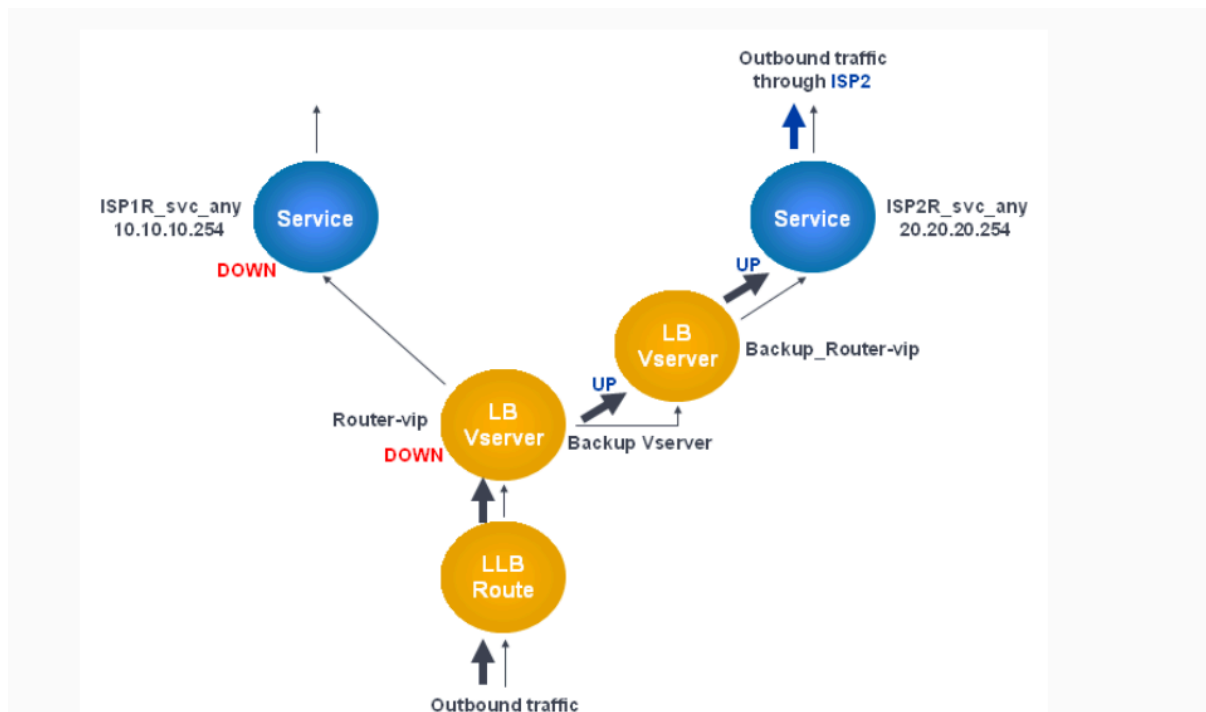 Outbound traffic
through ISP2
ISP1R_svc_any
10.10.10.254
Service
DOWN
Service
ISP2R_svc_any
20.20.20.254
UP
LB
Vserver
Backup_Router-vip
UP
Router-vip
DOWN
LB
Vserver
Backup Vserver
LLB
Route
Outbound traffic